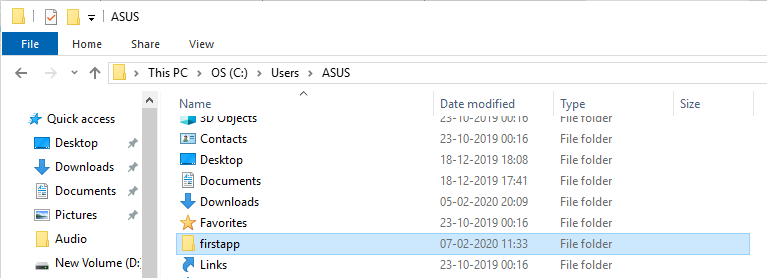 ASUS
File Home Share View
This PC OS (C:) Users ASUS
Name Date modified Type Size
Quick access
Desktop
Downloads
Documents
Pictures
Audio
New Volume (D:)
3D Objects 23-10-2019 00:16 File folder
Contacts 23-10-2019 00:16 File folder
Desktop 18-12-2019 18:08 File folder
Documents 18-12-2019 17:41 File folder
Downloads 05-02-2020 20:09 File folder
Favorites 23-10-2019 00:16 File folder
firstapp 07-02-2020 11:33 File folder
Links 23-10-2019 00:16 File folder